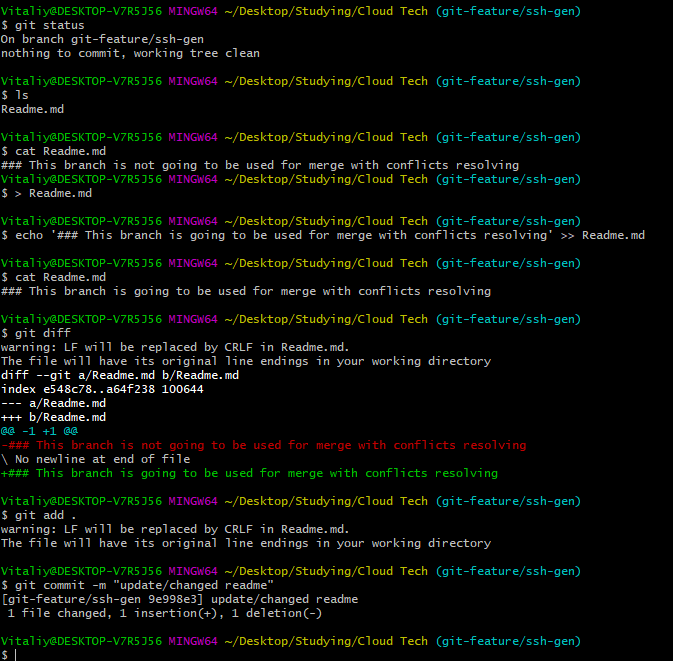 Vitaliy@DESKTOP-V7R5J56 MINGW64 ~/Desktop/Studying/Cloud Tech (git-feature/ssh-gen)
$ git status
On branch git-feature/ssh-gen
nothing to commit, working tree clean
Vitaliy@DESKTOP-V7R5J56 MINGW64 ~/Desktop/Studying/Cloud Tech (git-feature/ssh-gen)
$ ls
Readme.md
Vitaliy@DESKTOP-V7R5J56 MINGW64 ~/Desktop/Studying/Cloud Tech (git-feature/ssh-gen)
$ cat Readme.md
### This branch is not going to be used for merge with conflicts resolving
Vitaliy@DESKTOP-V7R5J56 MINGW64 ~/Desktop/Studying/Cloud Tech (git-feature/ssh-gen)
$ > Readme.md
Vitaliy@DESKTOP-V7R5J56 MINGW64 ~/Desktop/Studying/Cloud Tech (git-feature/ssh-gen)
$ echo '### This branch is going to be used for merge with conflicts resolving' >> Readme.md
Vitaliy@DESKTOP-V7R5J56 MINGW64 ~/Desktop/Studying/Cloud Tech (git-feature/ssh-gen)
$ cat Readme.md
### This branch is going to be used for merge with conflicts resolving
Vitaliy@DESKTOP-V7R5J56 MINGW64 ~/Desktop/Studying/Cloud Tech (git-feature/ssh-gen)
$ git diff
warning: LF will be replaced by CRLF in Readme.md.
The file will have its original line endings in your working directory
diff --git a/Readme.md b/Readme.md
index e548c78..a64f238 100644
--- a/Readme.md
+++ b/Readme.md
@@ -1 +1 @@
-### This branch is not going to be used for merge with conflicts resolving
\ No newline at end of file
+### This branch is going to be used for merge with conflicts resolving
Vitaliy@DESKTOP-V7R5J56 MINGW64 ~/Desktop/Studying/Cloud Tech (git-feature/ssh-gen)
$ git add .
warning: LF will be replaced by CRLF in Readme.md.
The file will have its original line endings in your working directory
Vitaliy@DESKTOP-V7R5J56 MINGW64 ~/Desktop/Studying/Cloud Tech (git-feature/ssh-gen)
$ git commit -m "update/changed readme"
[git-feature/ssh-gen 9e998e3] update/changed readme
 1 file changed, 1 insertion(+), 1 deletion(-)
Vitaliy@DESKTOP-V7R5J56 MINGW64 ~/Desktop/Studying/Cloud Tech (git-feature/ssh-gen)
$